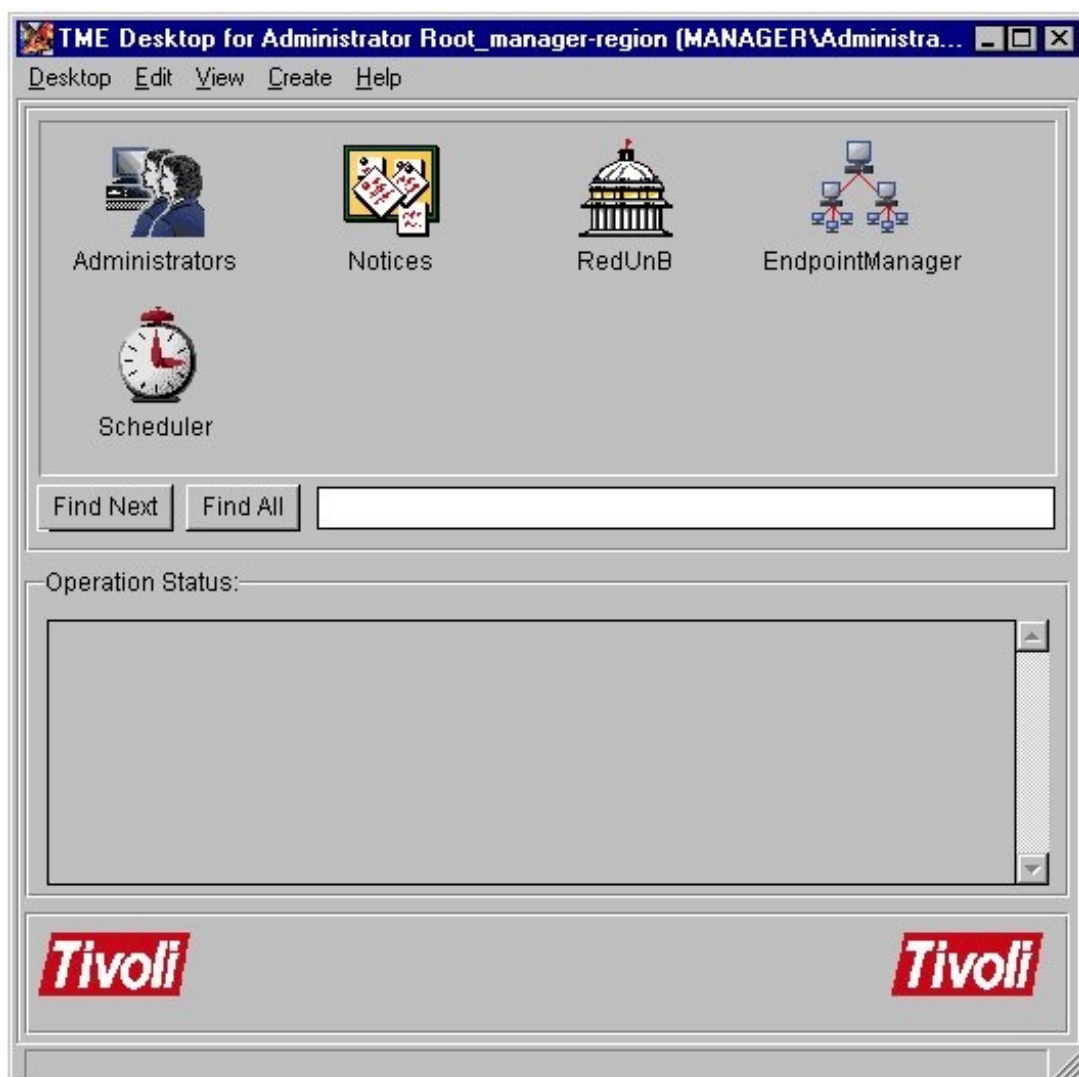 TME Desktop for Administrator Root_manager-region (MANAGER\Administra...
Desktop Edit View Create Help
Administrators Notices RedUnB EndpointManager
Scheduler
Find Next Find All
Operation Status:
Tivoli Tivoli